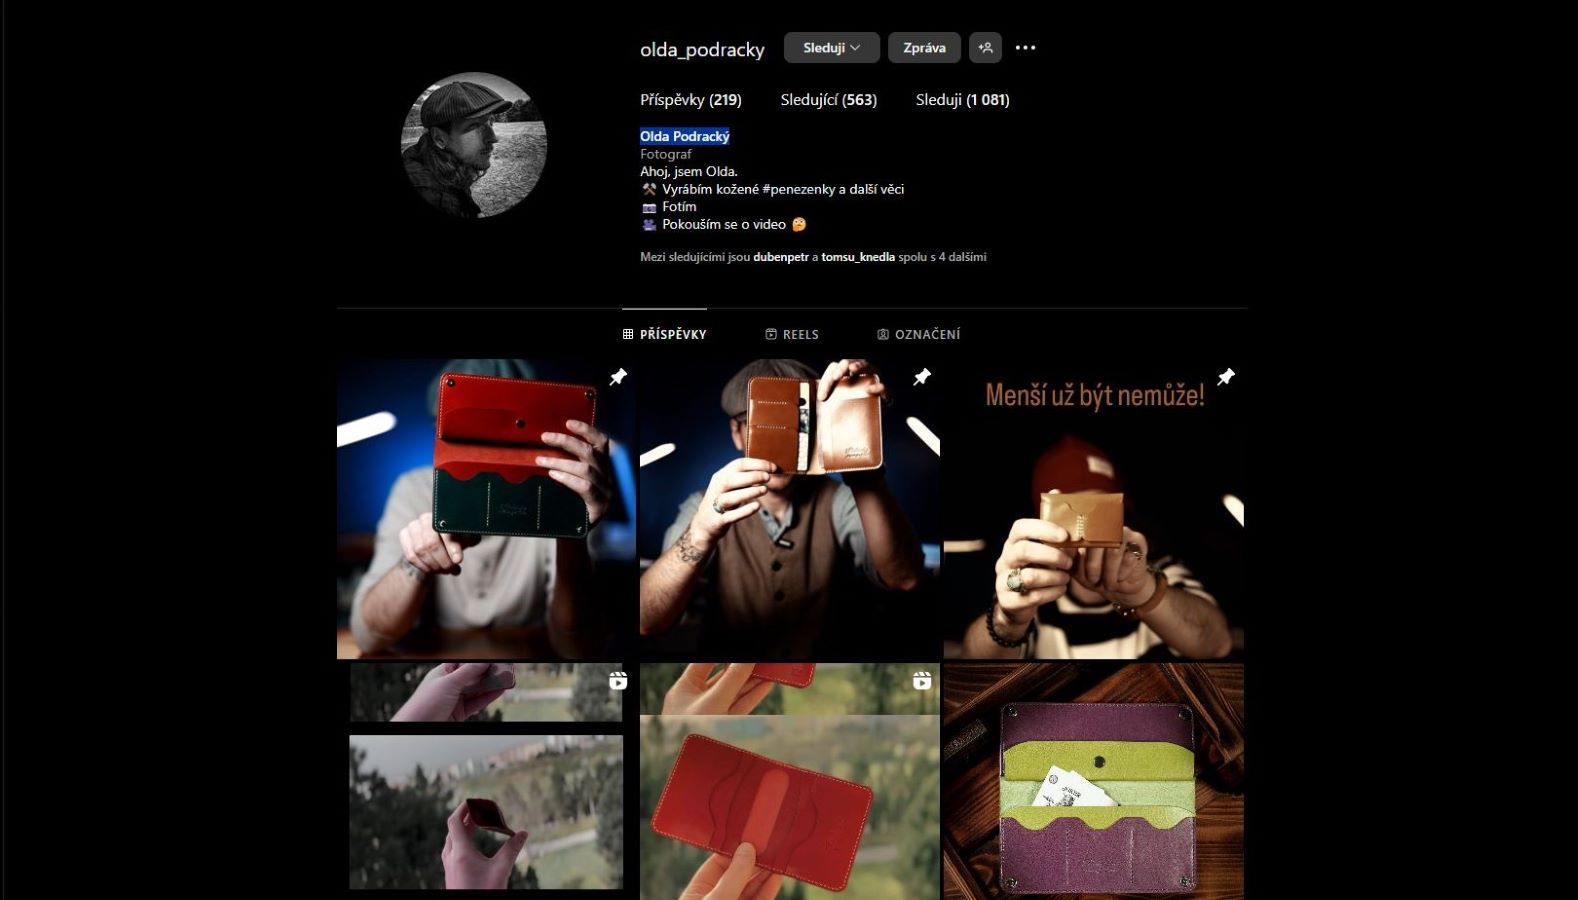 olda_podracky
Sleduji
Zpráva
Příspěvky (219)
Sledující (563)
Sleduji (1 081)
Olda Podracký
Fotograf
Ahoj, jsem Olda.
⚒️ Vyrábím kožené #penezenky a další věci
📷 Fotím
🎥 Pokouším se o video 🤔
Mezi sledujícími jsou dubenpetr a tomsu_knedla spolu s 4 dalšími
PŘÍSPĚVKY
REELS
OZNAČENÍ
Menší už být nemůže!